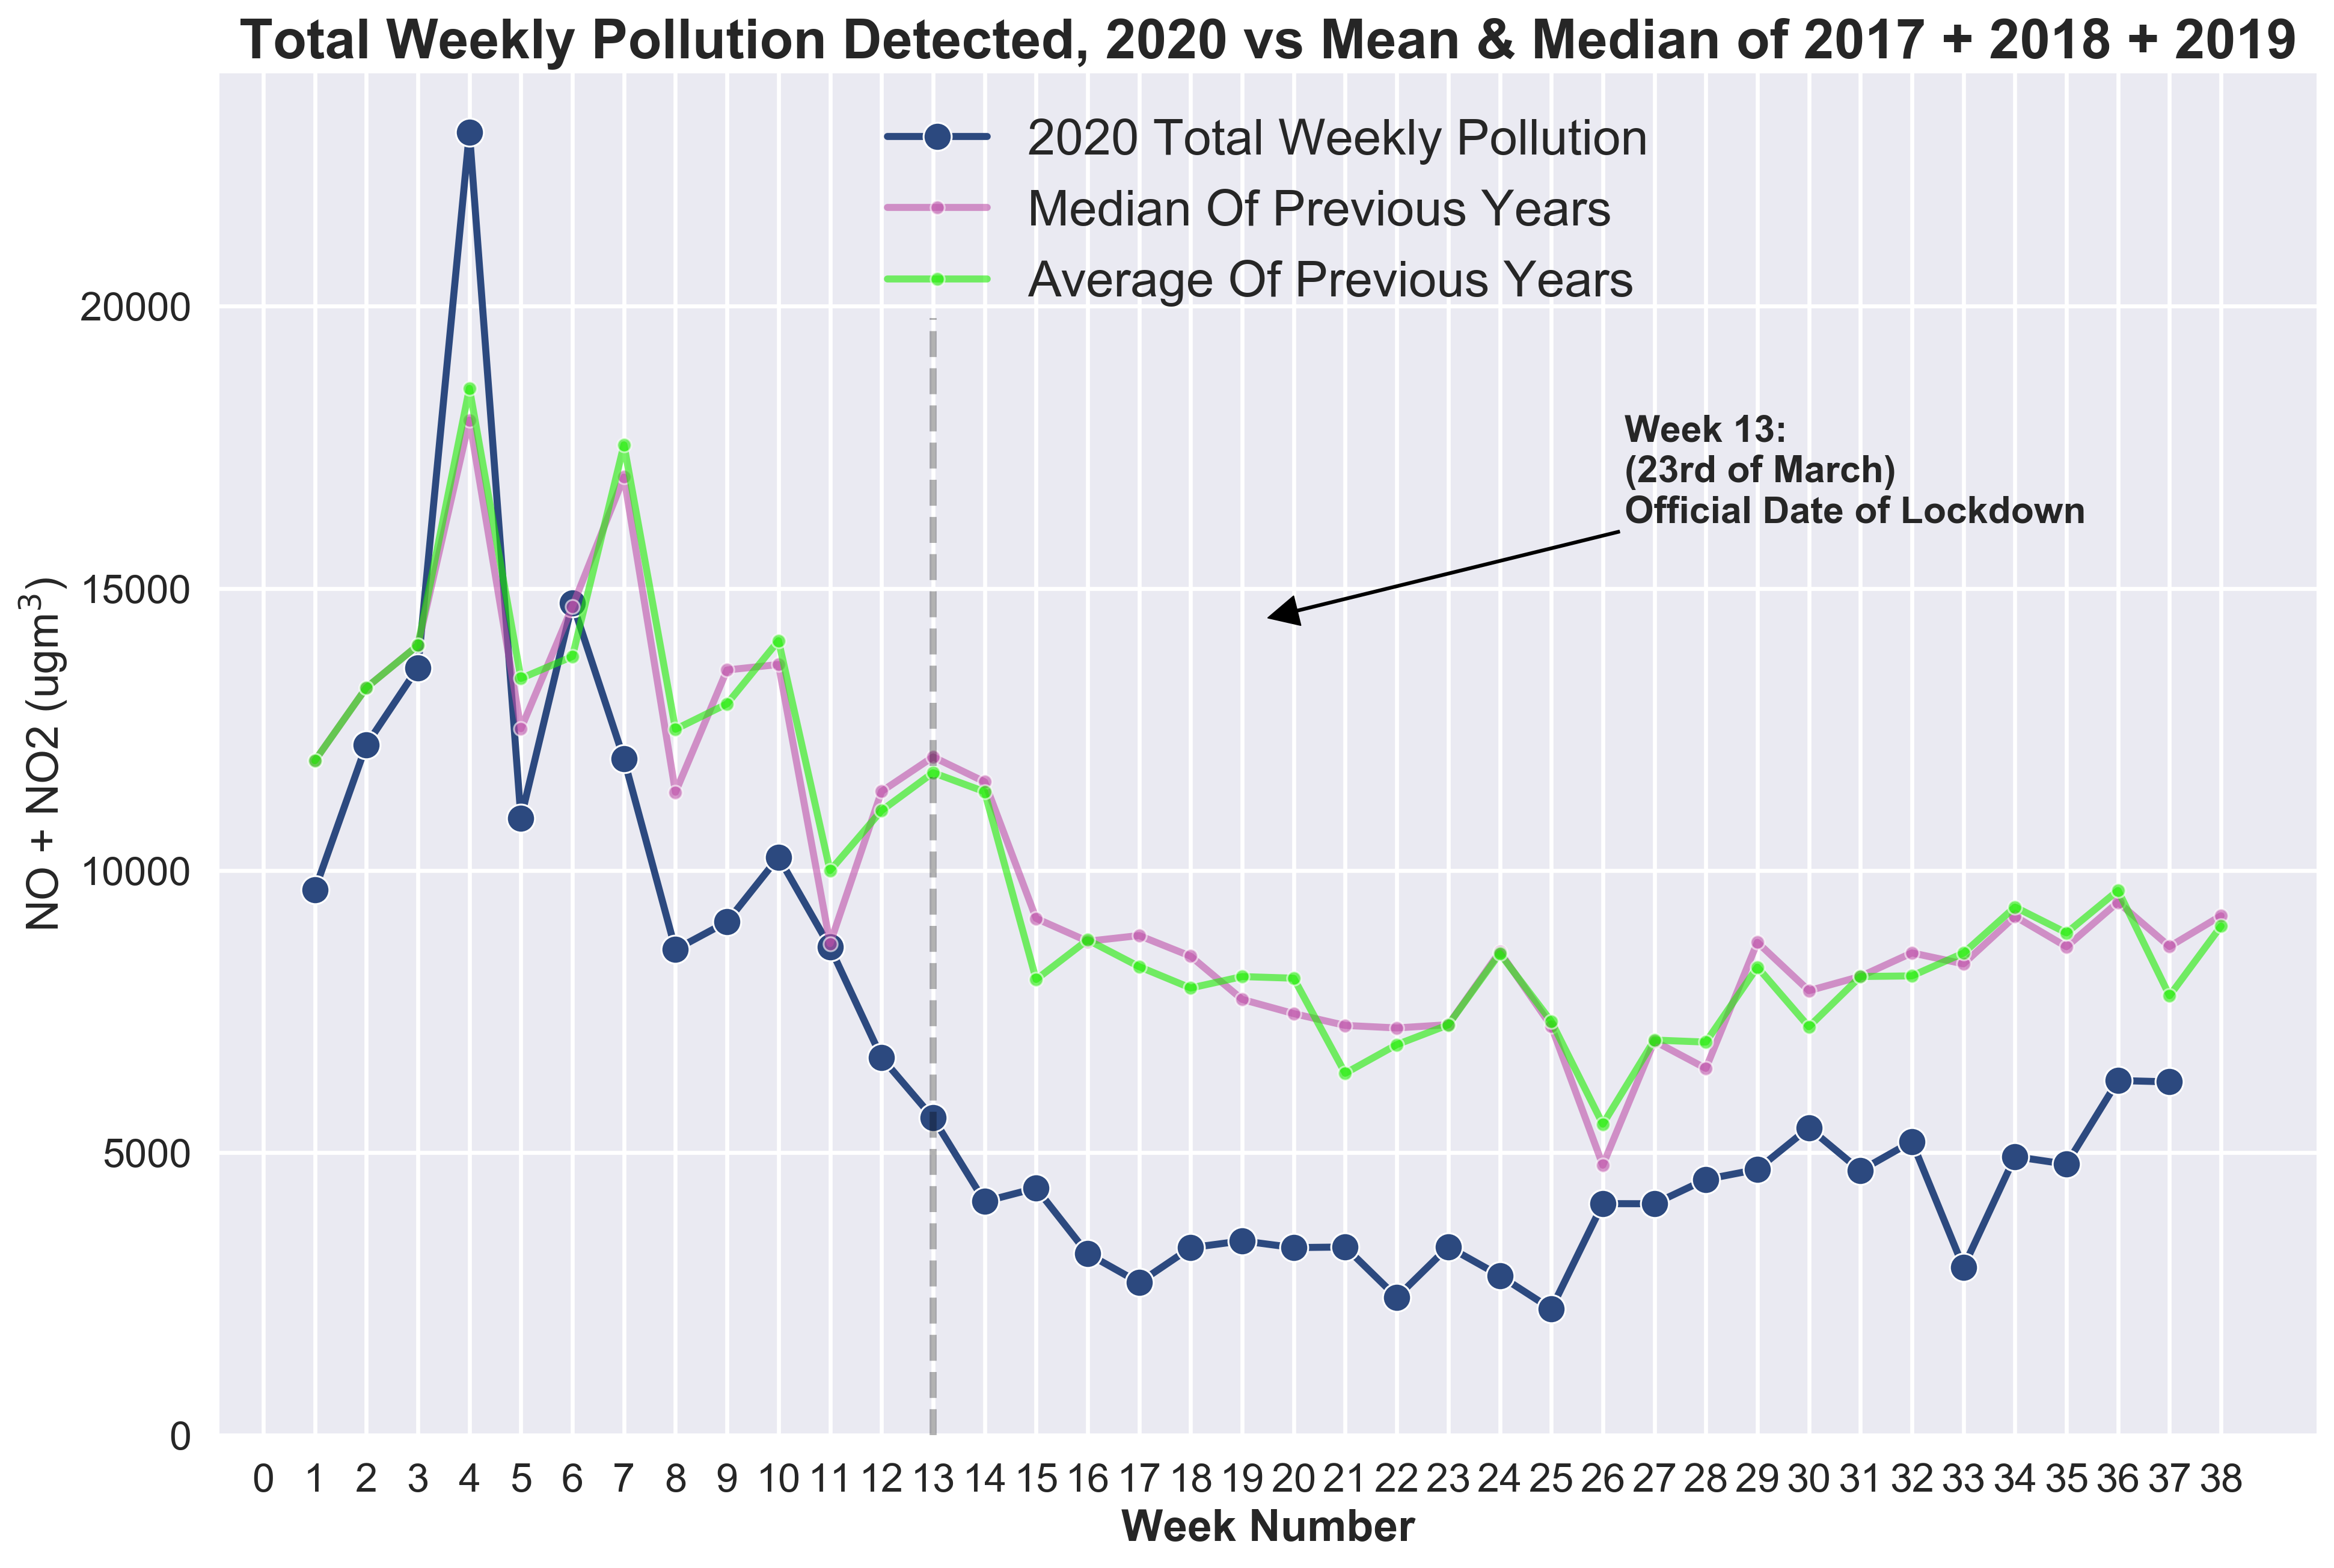 Total Weekly Pollution Detected, 2020 vs Mean & Median of 2017 + 2018 + 2019
2020 Total Weekly Pollution
Median Of Previous Years
Average Of Previous Years
Week 13:
(23rd of March)
Official Date of Lockdown
NO + NO2 (ugm³)
20000
15000
10000
5000
0
0 1 2 3 4 5 6 7 8 9 10 11 12 13 14 15 16 17 18 19 20 21 22 23 24 25 26 27 28 29 30 31 32 33 34 35 36 37 38
Week Number